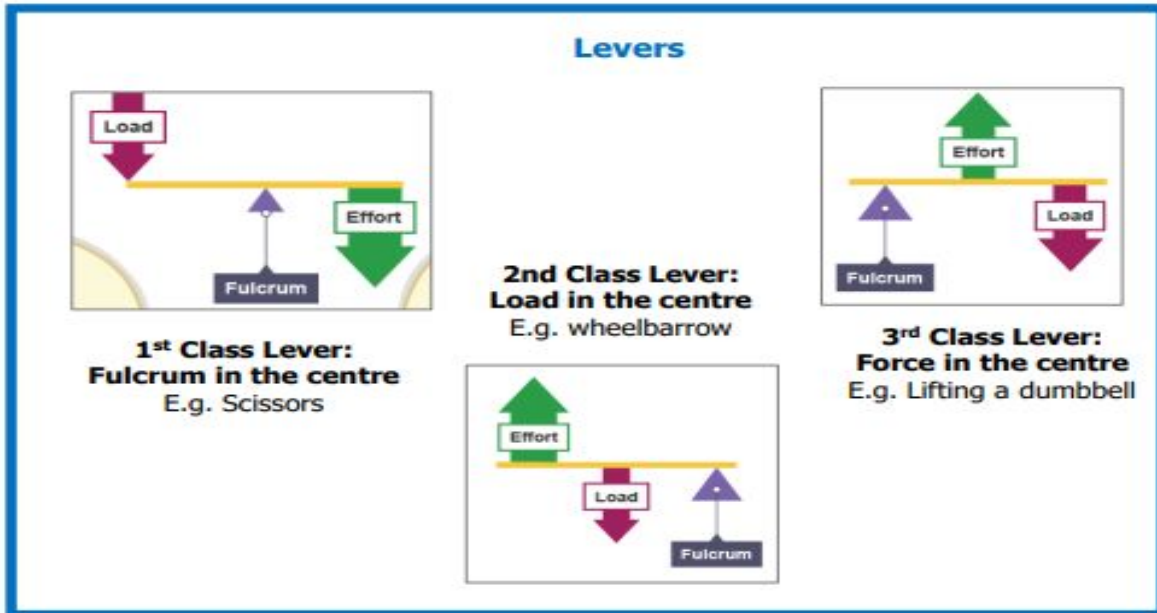 Levers
Load
Effort
Fulcrum
1st Class Lever:
Fulcrum in the centre
E.g. Scissors
2nd Class Lever:
Load in the centre
E.g. wheelbarrow
Effort
Load
Fulcrum
Effort
Load
Fulcrum
3rd Class Lever:
Force in the centre
E.g. Lifting a dumbbell